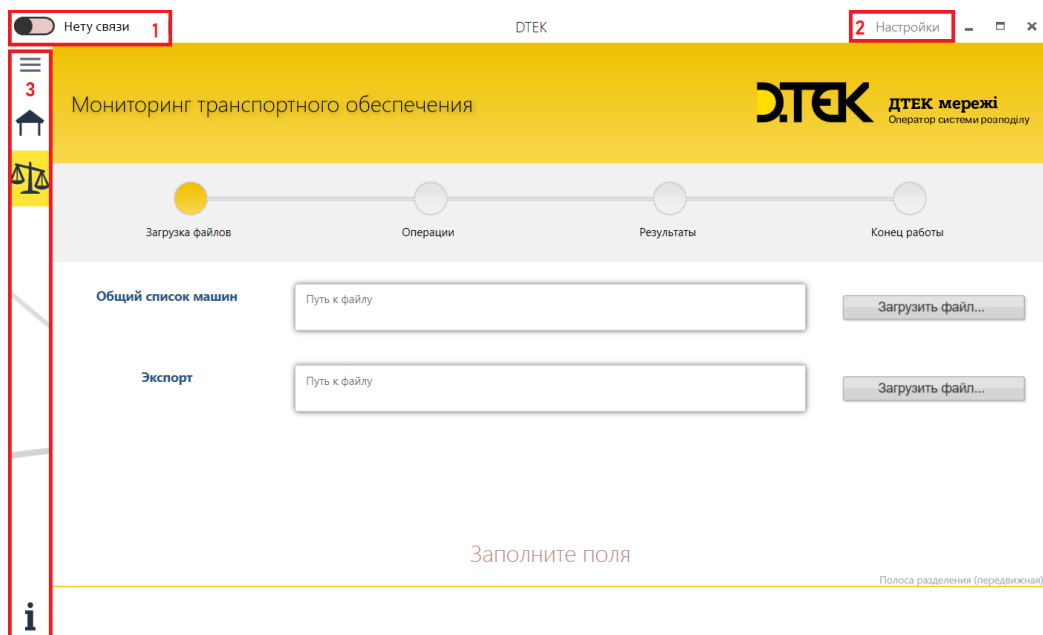 Нету связи
1
DTEK
2
Настройки
3
Мониторинг транспортного обеспечения
ДТЕК
ДТЕК мережі
Оператор системи розподілу
Загрузка файлов
Операции
Результаты
Конец работы
Общий список машин
Путь к файлу
Загрузить файл...
Экспорт
Путь к файлу
Загрузить файл...
Заполните поля
Полоса разделения (передвижная)
i